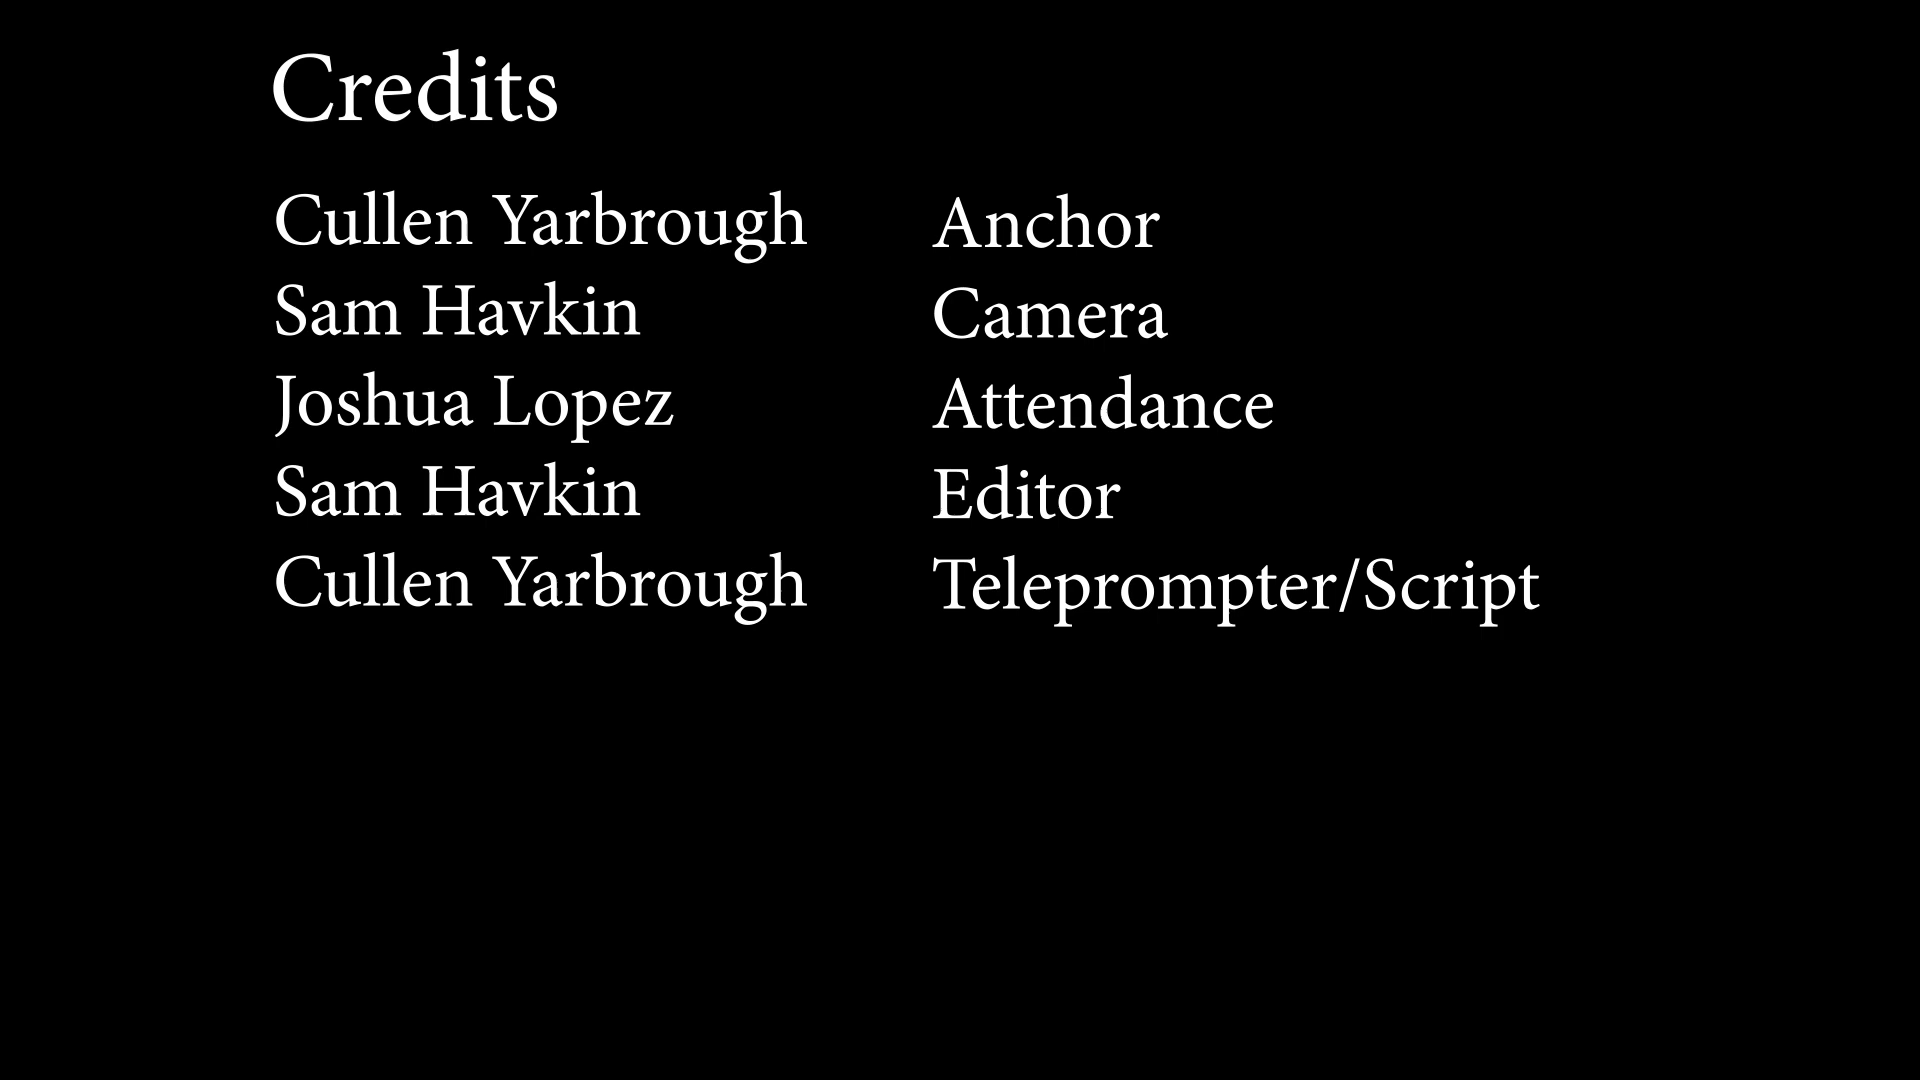 Credits
Cullen Yarbrough Anchor
Sam Havkin Camera
Joshua Lopez Attendance
Sam Havkin Editor
Cullen Yarbrough Teleprompter/Script